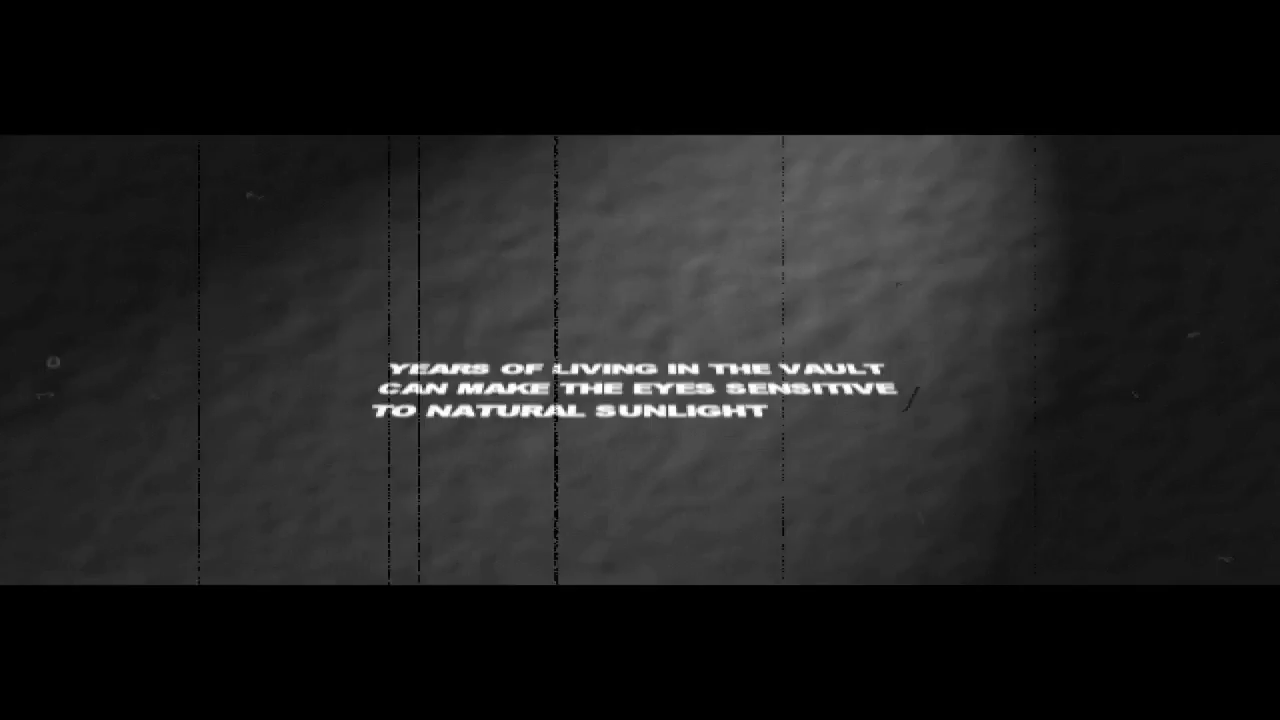 YEARS OF LIVING IN THE VAULT
CAN MAKE THE EYES SENSITIVE
TO NATURAL SUNLIGHT